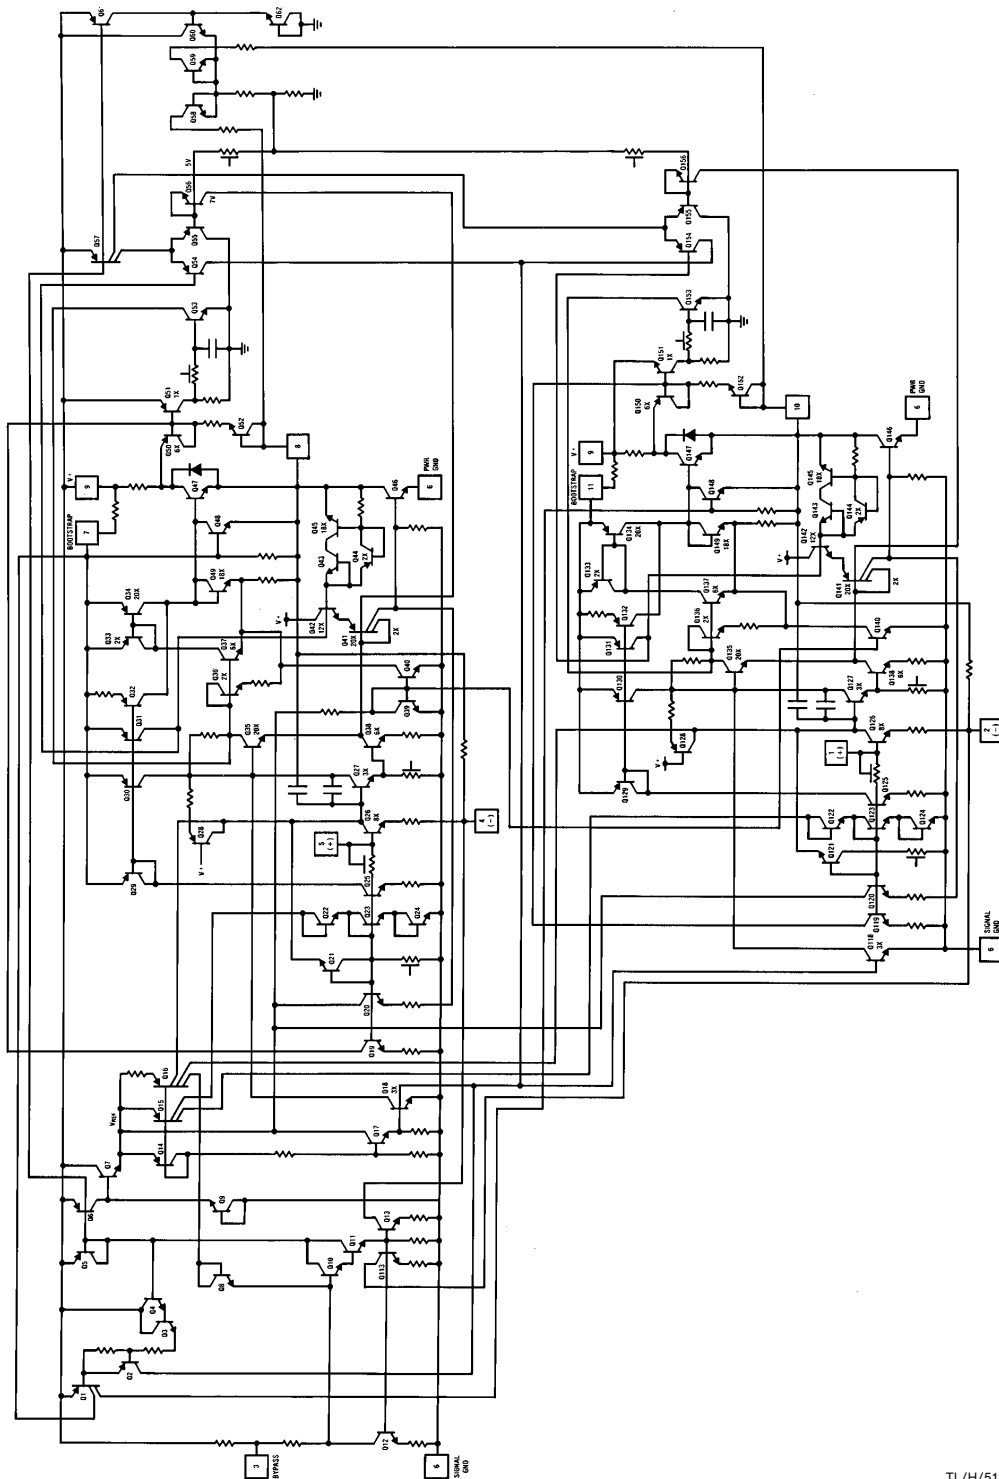 Q1
Q2
Q3
Q4
Q5
Q6
Q7
Q8
Q9
Q10
Q11
Q12
Q13
Q113
3
BYPASS
6
SIGNAL
GND
VREF
Q14
Q15
Q16
Q17
Q18
3X
Q19
Q20
Q21
Q22
Q23
Q24
Q25
5
(+)
Q26
8X
Q27
3X
4
(−)
V+
Q28
Q29
Q30
Q31
Q32
Q33
2X
Q34
20X
Q35
20X
Q36
2X
Q37
6X
Q38
6X
Q39
Q40
Q41
20X
2X
V+
Q42
12X
Q43
Q44
2X
Q45
18X
Q46
6
PWR
GND
BOOTSTRAP
7
V+
9
Q47
Q48
Q49
18X
Q50
6X
Q51
1X
Q52
8
Q53
Q54
Q55
Q56
7V
5V
Q57
Q58
Q59
Q60
Q6
Q62
6
SIGNAL
GND
Q118
3X
Q119
Q120
Q121
Q122
Q123
Q124
Q125
1
(+)
Q126
8X
Q127
3X
2
(−)
V+
Q128
Q129
Q130
Q131
Q132
Q133
2X
Q134
20X
Q135
20X
Q136
2X
Q137
6X
Q138
6X
Q140
Q141
20X
2X
V+
Q142
12X
Q143
Q144
2X
Q145
18X
Q146
6
PWR
GND
BOOTSTRAP
11
V+
9
Q147
Q148
Q149
18X
Q150
6X
Q151
1X
Q152
10
Q153
Q154
Q155
Q156
TL/H/51